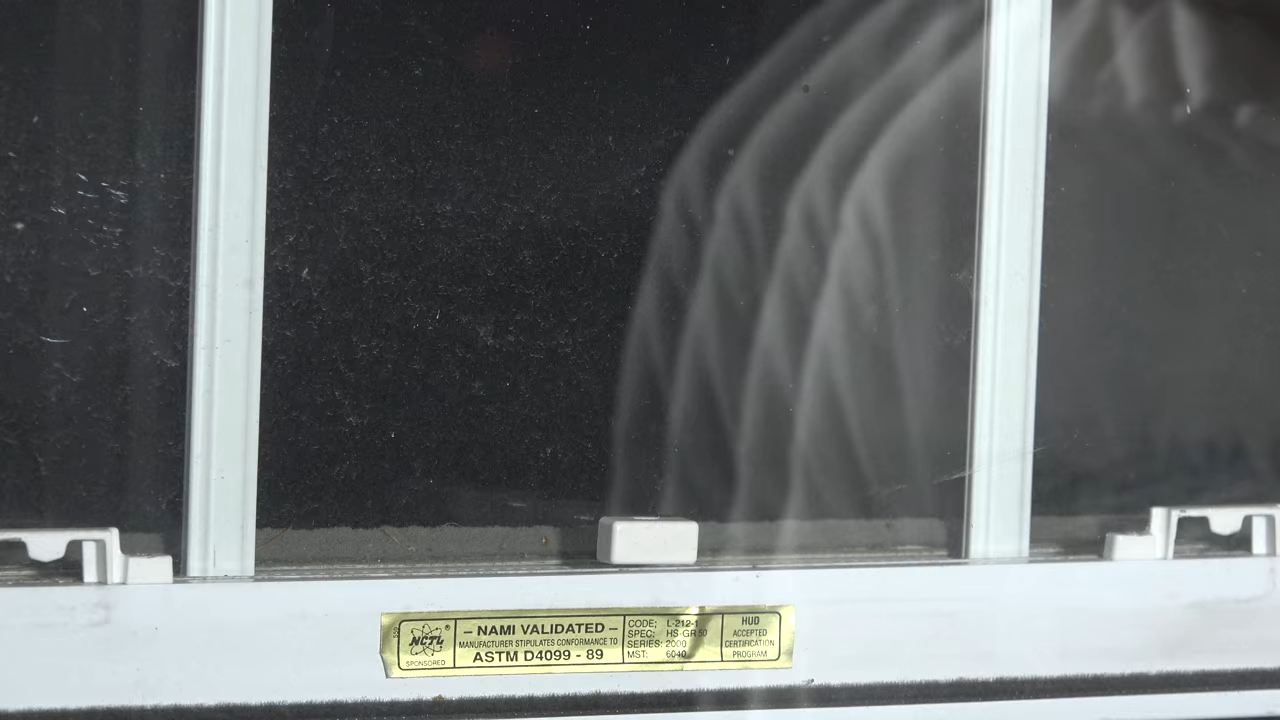 NCTL®
SPONSORED
– NAMI VALIDATED –
MANUFACTURER STIPULATES CONFORMANCE TO
ASTM D4099 - 89
CODE; L-212-1
SPEC: HS-GR 50
SERIES: 2000
MST: 6040
HUD
ACCEPTED
CERTIFICATION
PROGRAM